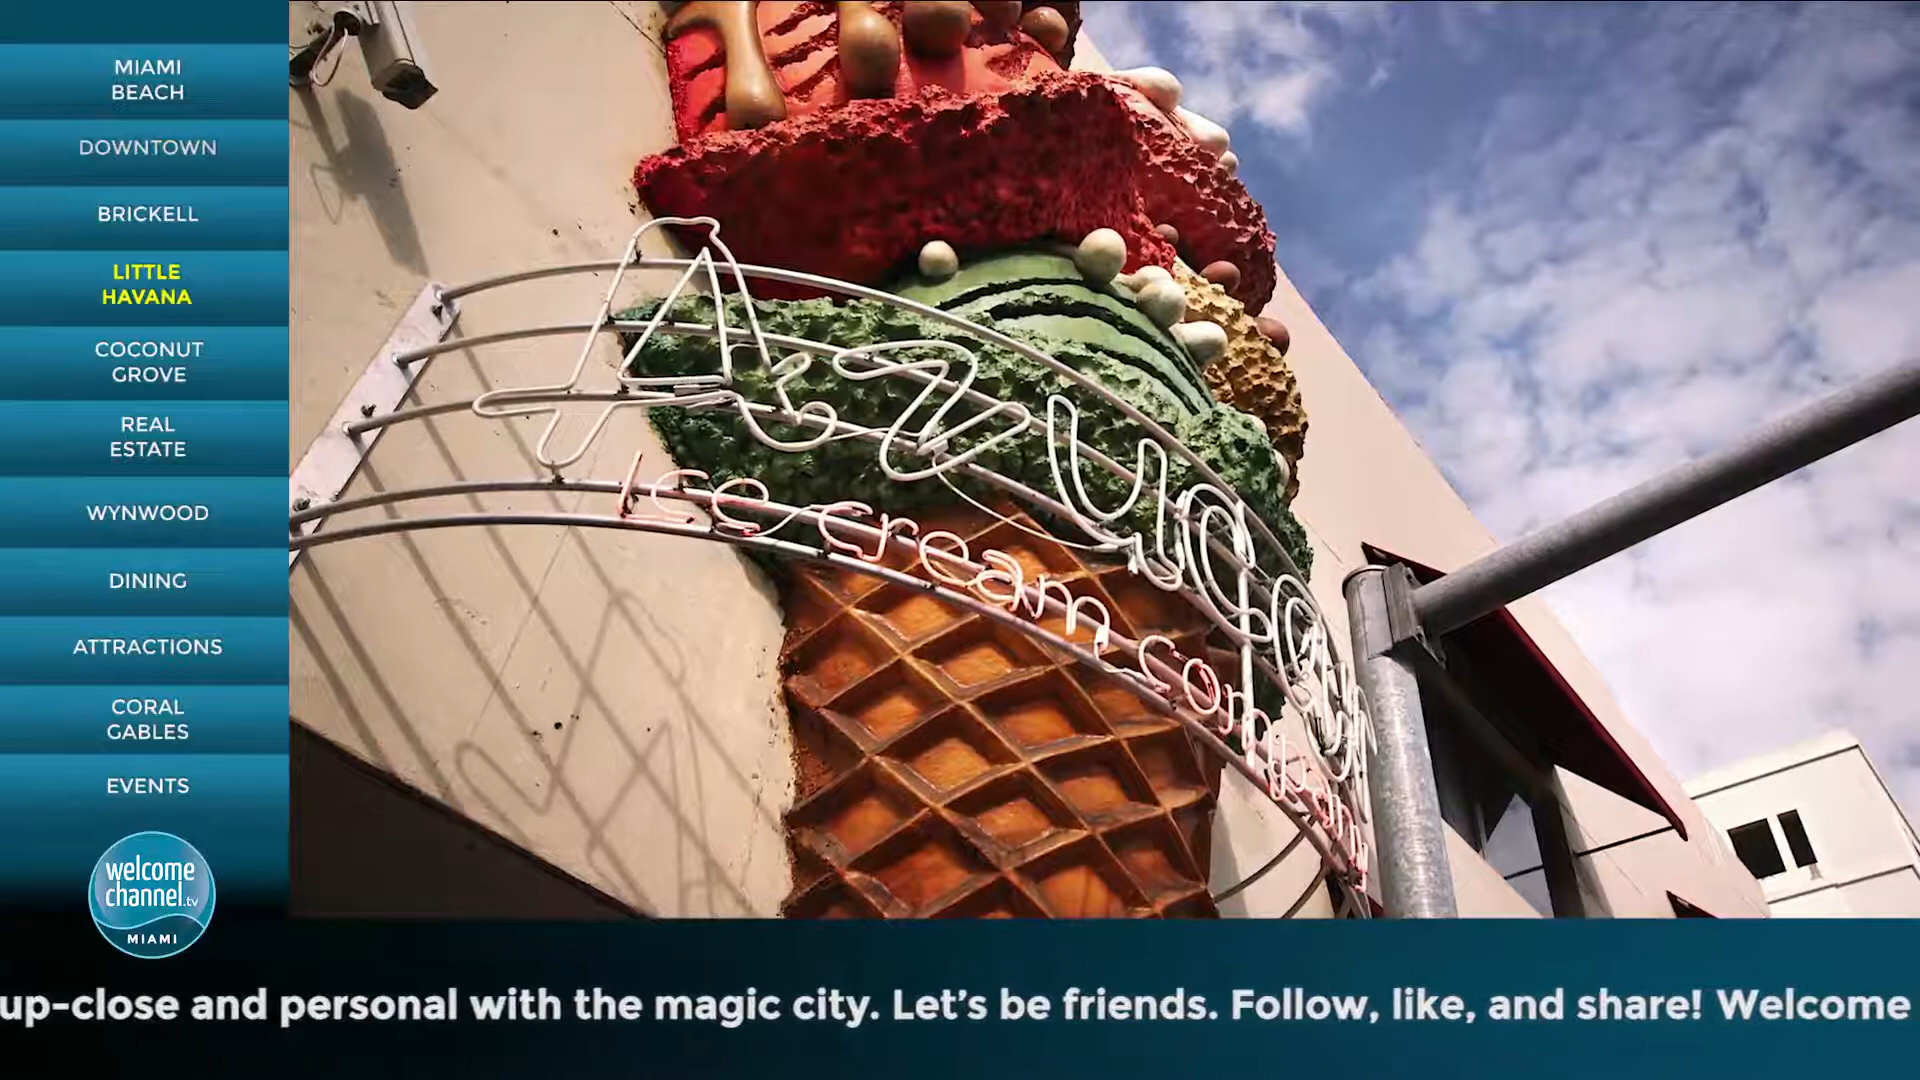 MIAMI
BEACH
DOWNTOWN
BRICKELL
LITTLE
HAVANA
COCONUT
GROVE
REAL
ESTATE
WYNWOOD
DINING
ATTRACTIONS
CORAL
GABLES
EVENTS
welcome
channel.tv
MIAMI
Azucar
Ice cream company
up-close and personal with the magic city. Let's be friends. Follow, like, and share! Welcome